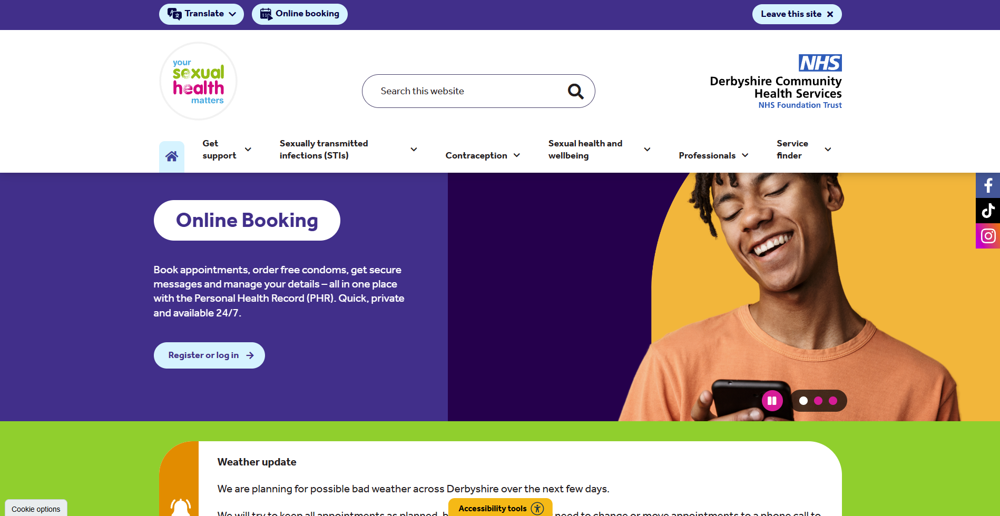 Translate
Online booking
Leave this site
your
sexual
health
matters
Search this website
NHS
Derbyshire Community
Health Services
NHS Foundation Trust
Get
support
Sexually transmitted
infections (STIs)
Contraception
Sexual health and
wellbeing
Professionals
Service
finder
Online Booking
Book appointments, order free condoms, get secure
messages and manage your details – all in one place
with the Personal Health Record (PHR). Quick, private
and available 24/7.
Register or log in
Weather update
We are planning for possible bad weather across Derbyshire over the next few days.
We will try to keep all appointments as planned, need to change or move appointments to a phone call to
Accessibility tools
Cookie options